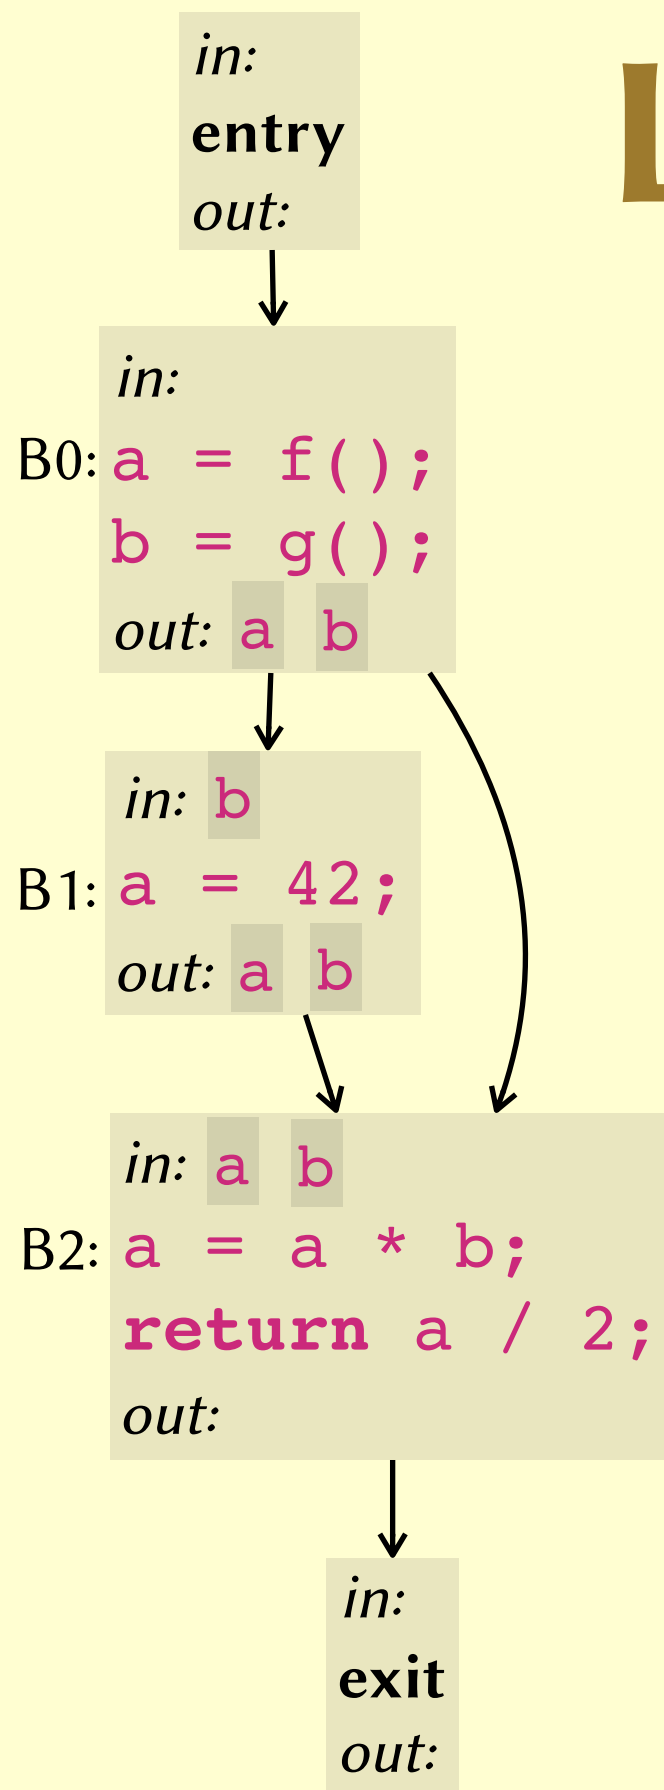 in:
entry
out:
L
in:
B0: a = f();
b = g();
out: a b
in: b
B1: a = 42;
out: a b
in: a b
B2: a = a * b;
return a / 2;
out:
in:
exit
out: